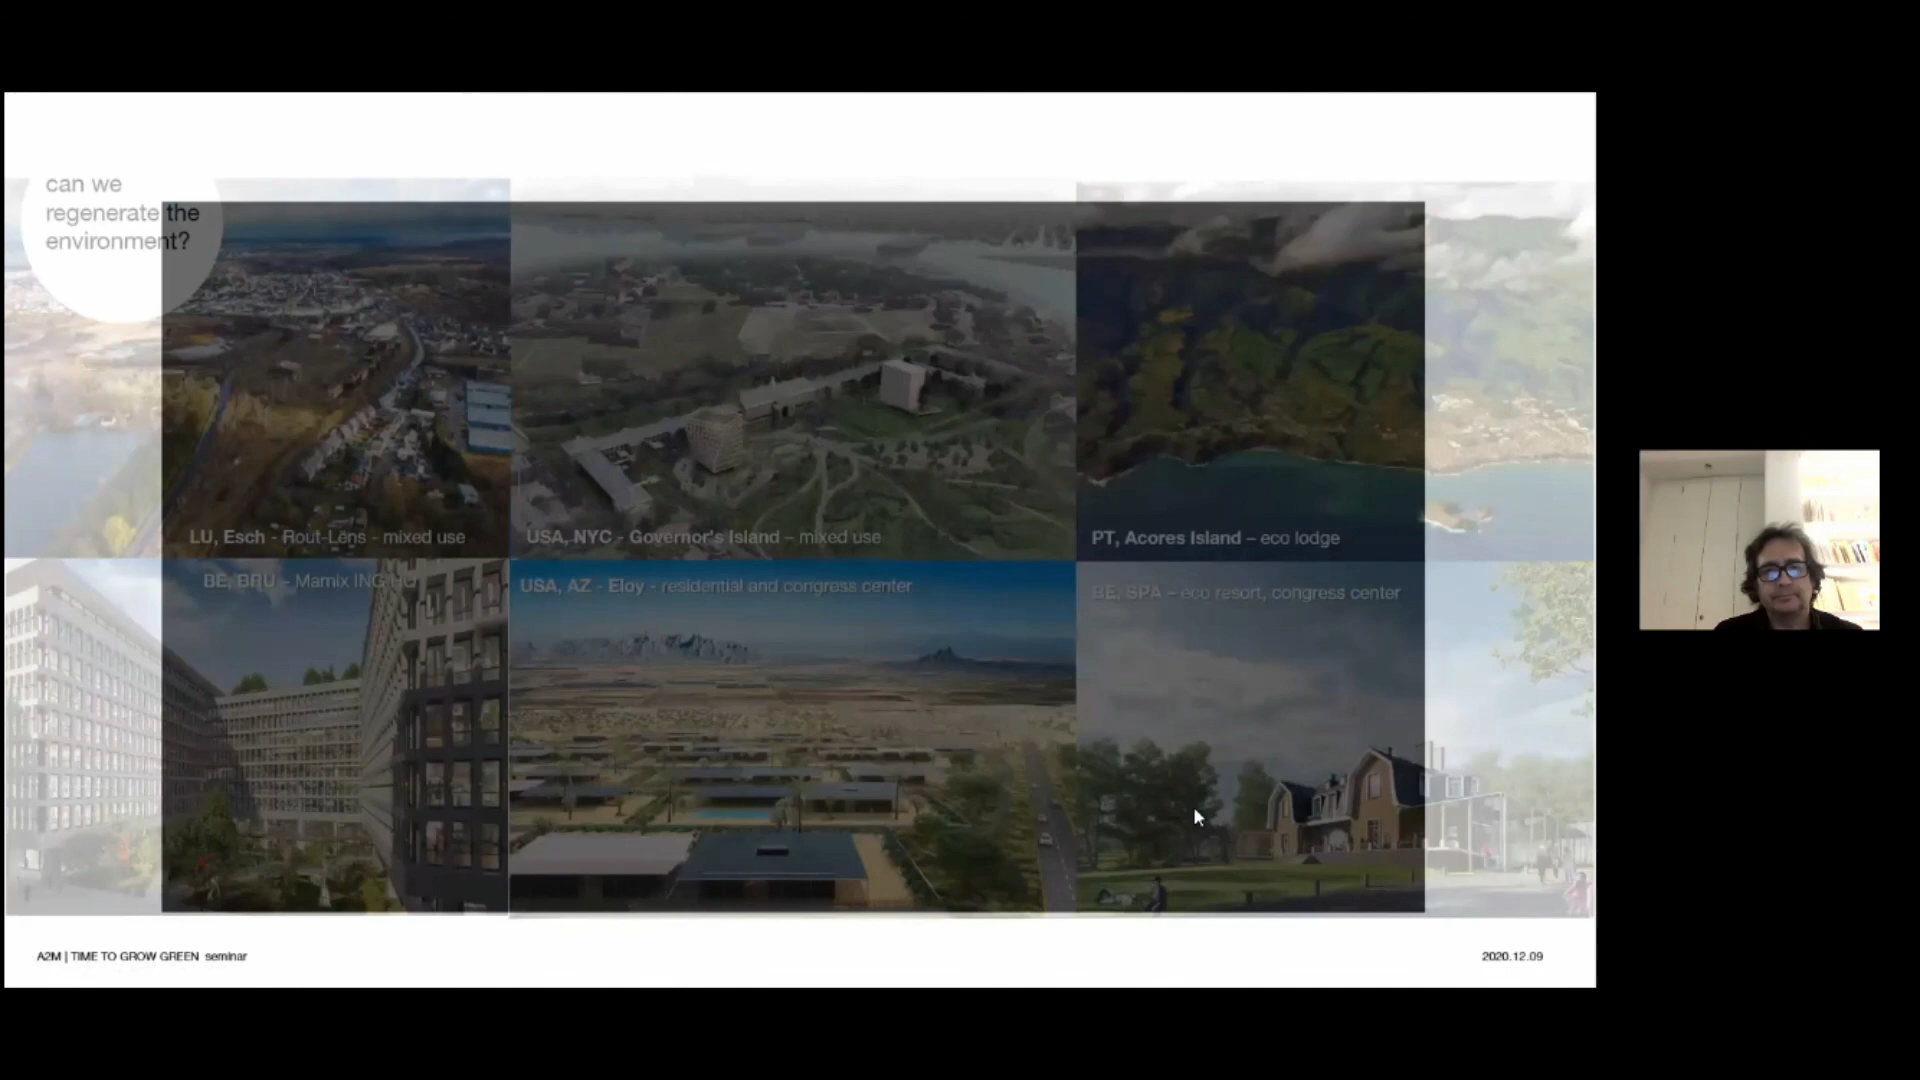 can we
regenerate the
environment?
LU, Esch - Rout-Lens - mixed use
USA, NYC - Governor's Island – mixed use
PT, Acores Island – eco lodge
BE, BRU – Marnix ING HQ
USA, AZ - Eloy - residential and congress center
BE, SPA – eco resort, congress center
A2M | TIME TO GROW GREEN seminar
2020.12.09